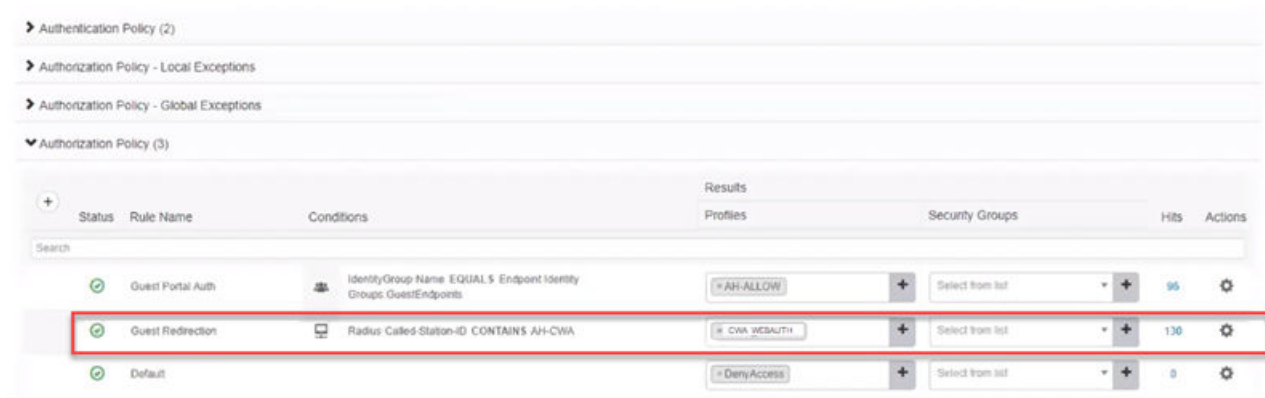 Authentication Policy (2)
Authorization Policy - Local Exceptions
Authorization Policy - Global Exceptions
Authorization Policy (3)
Results
Status Rule Name Conditions Profiles Security Groups Hits Actions
Search
Guest Portal Auth IdentityGroup·Name EQUALS Endpoint Identity Groups:GuestEndpoints × AH-ALLOW Select from list 96
Guest Redirection Radius·Called-Station-ID CONTAINS AH-CWA × CWA_WEBAUTH Select from list 130
Default × DenyAccess Select from list 0